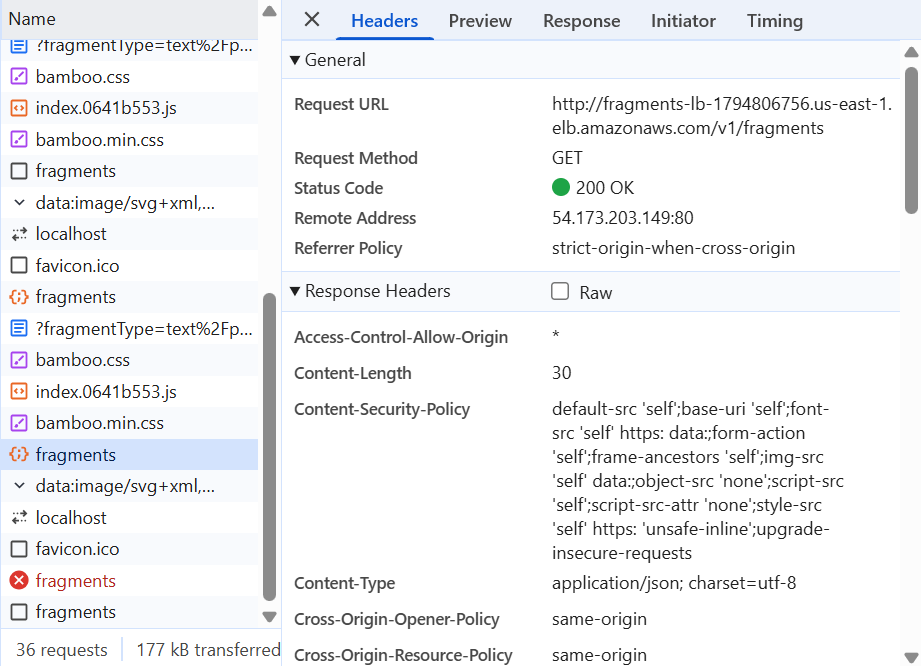 Name
?fragmentType=text%2Fp...
bamboo.css
index.0641b553.js
bamboo.min.css
fragments
data:image/svg+xml,...
localhost
favicon.ico
fragments
?fragmentType=text%2Fp...
bamboo.css
index.0641b553.js
bamboo.min.css
fragments
data:image/svg+xml,...
localhost
favicon.ico
fragments
fragments
36 requests 177 kB transferred
Headers Preview Response Initiator Timing
General
Request URL http://fragments-lb-1794806756.us-east-1.
elb.amazonaws.com/v1/fragments
Request Method GET
Status Code 200 OK
Remote Address 54.173.203.149:80
Referrer Policy strict-origin-when-cross-origin
Response Headers Raw
Access-Control-Allow-Origin *
Content-Length 30
Content-Security-Policy default-src 'self';base-uri 'self';font-
src 'self' https: data:;form-action
'self';frame-ancestors 'self';img-src
'self' data:;object-src 'none';script-src
'self';script-src-attr 'none';style-src
'self' https: 'unsafe-inline';upgrade-
insecure-requests
Content-Type application/json; charset=utf-8
Cross-Origin-Opener-Policy same-origin
Cross-Origin-Resource-Policy same-origin